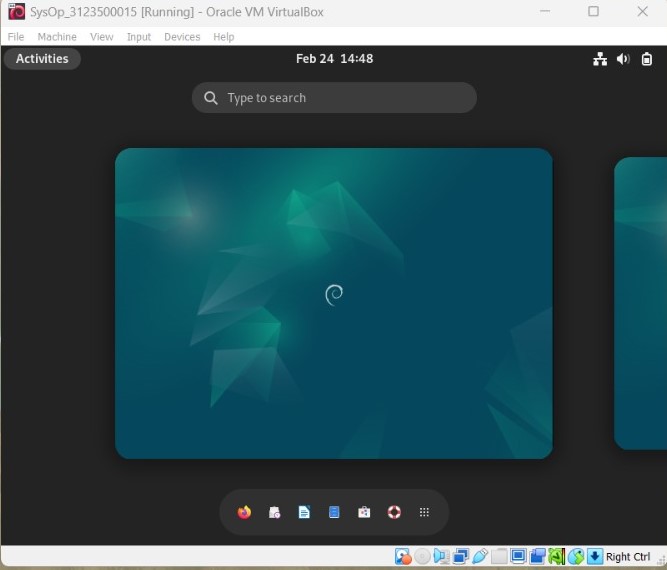 SysOp_3123500015 [Running] - Oracle VM VirtualBox
File Machine View Input Devices Help
Activities
Feb 24 14:48
Type to search
Right Ctrl